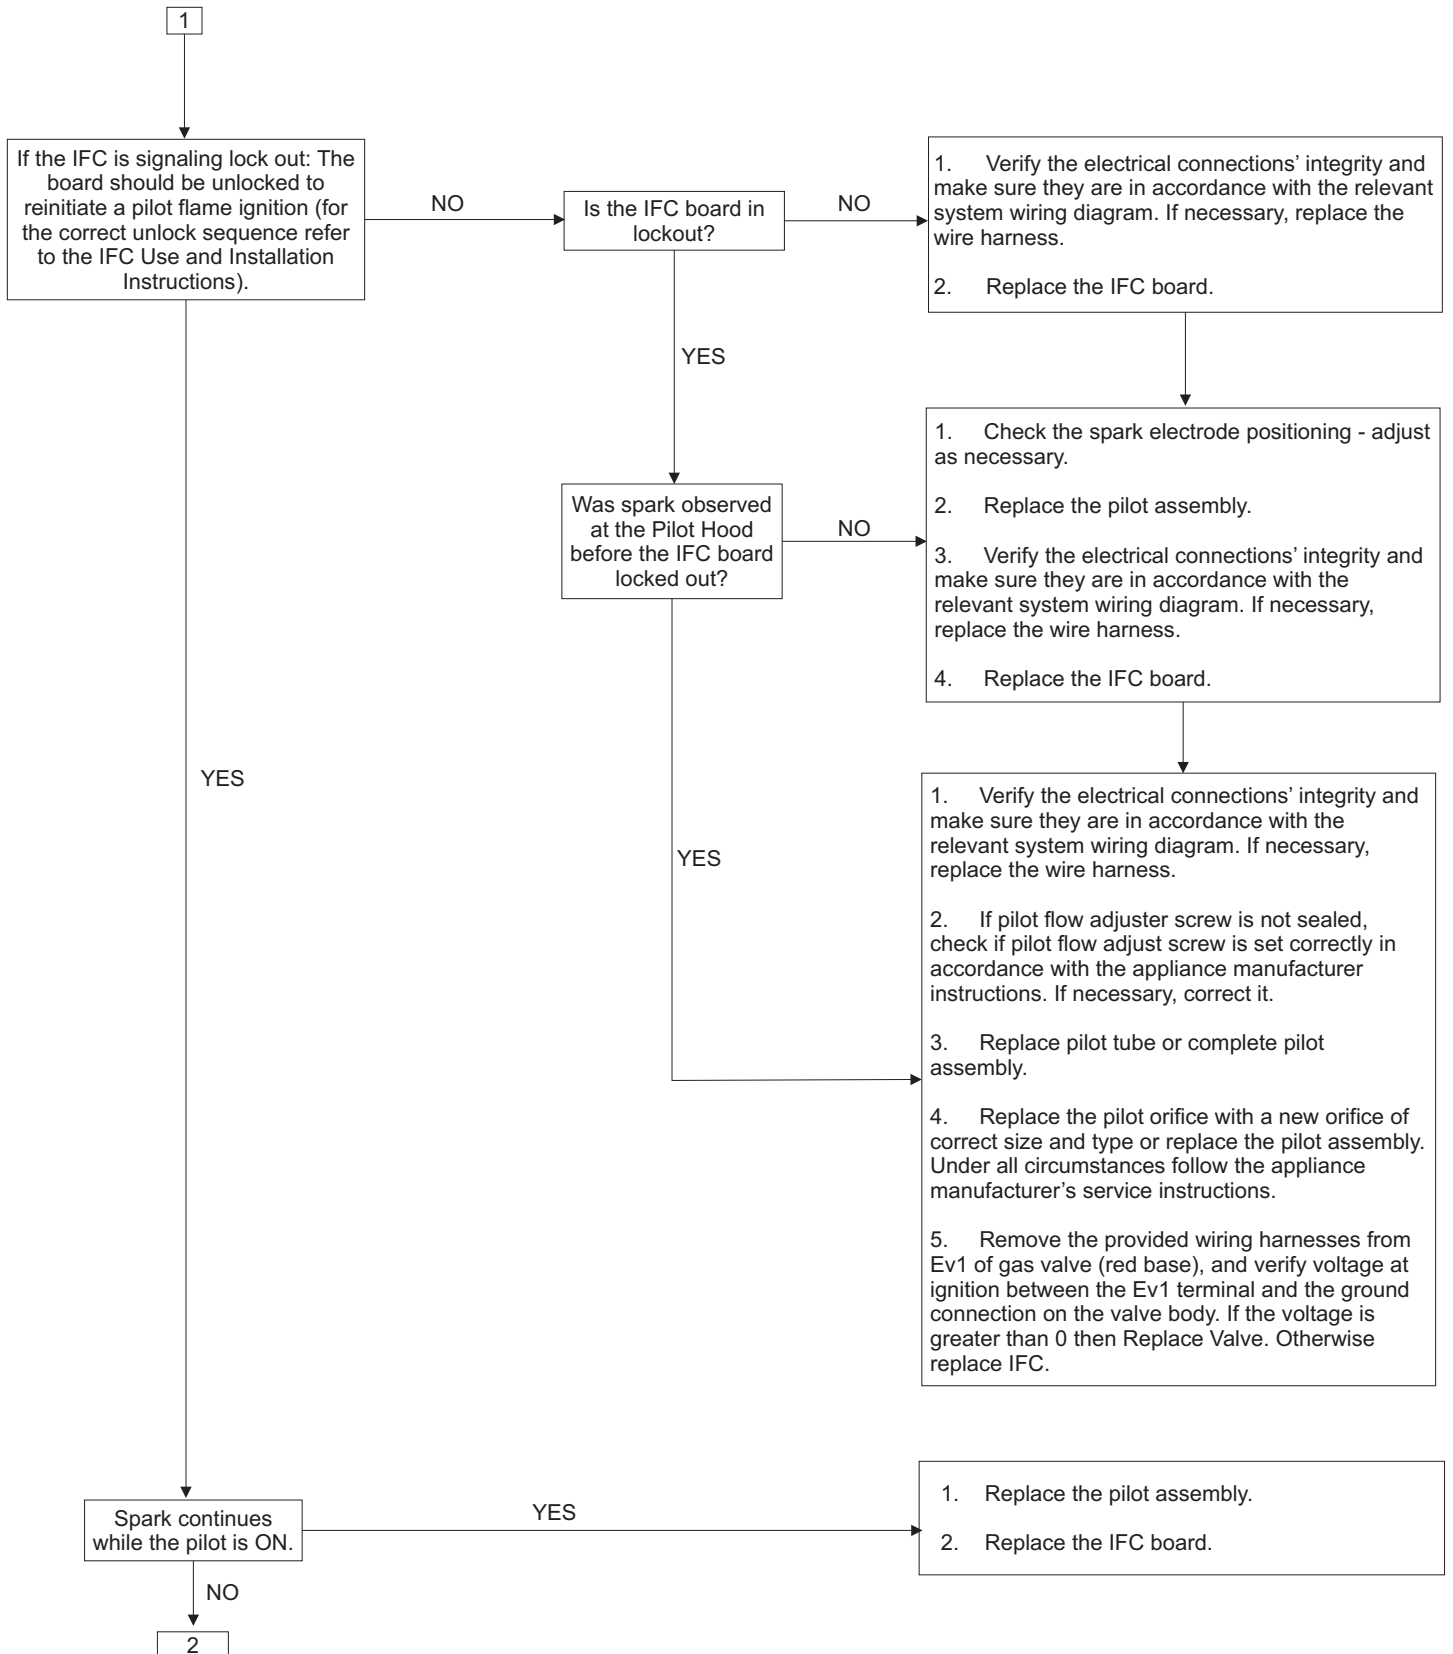 1
If the IFC is signaling lock out: The
board should be unlocked to
reinitiate a pilot flame ignition (for
the correct unlock sequence refer
to the IFC Use and Installation
Instructions).
NO
Is the IFC board in
lockout?
NO
1. Verify the electrical connections' integrity and
make sure they are in accordance with the relevant
system wiring diagram. If necessary, replace the
wire harness.
2. Replace the IFC board.
YES
Was spark observed
at the Pilot Hood
before the IFC board
locked out?
NO
1. Check the spark electrode positioning - adjust
as necessary.
2. Replace the pilot assembly.
3. Verify the electrical connections' integrity and
make sure they are in accordance with the
relevant system wiring diagram. If necessary,
replace the wire harness.
4. Replace the IFC board.
YES
YES
1. Verify the electrical connections' integrity and
make sure they are in accordance with the
relevant system wiring diagram. If necessary,
replace the wire harness.
2. If pilot flow adjuster screw is not sealed,
check if pilot flow adjust screw is set correctly in
accordance with the appliance manufacturer
instructions. If necessary, correct it.
3. Replace pilot tube or complete pilot
assembly.
4. Replace the pilot orifice with a new orifice of
correct size and type or replace the pilot assembly.
Under all circumstances follow the appliance
manufacturer's service instructions.
5. Remove the provided wiring harnesses from
Ev1 of gas valve (red base), and verify voltage at
ignition between the Ev1 terminal and the ground
connection on the valve body. If the voltage is
greater than 0 then Replace Valve. Otherwise
replace IFC.
Spark continues
while the pilot is ON.
YES
1. Replace the pilot assembly.
2. Replace the IFC board.
NO
2